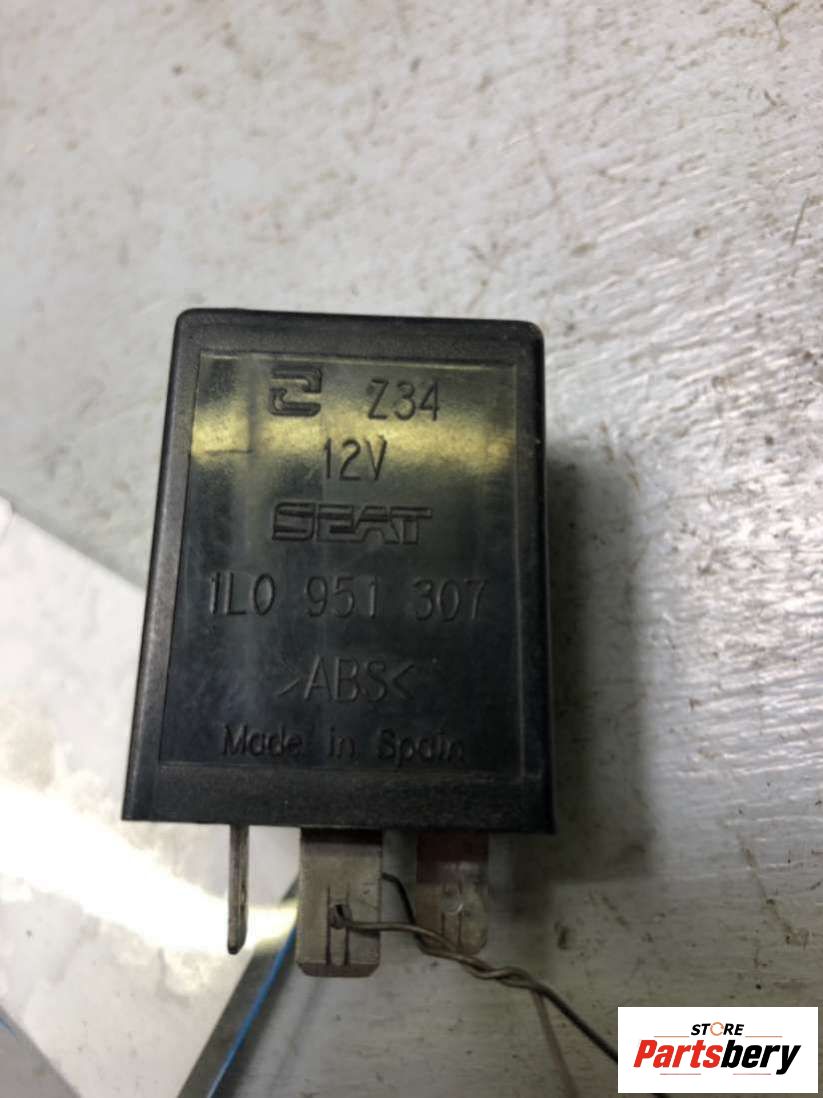 Z34
12V
SEAT
1L0 951 307
>ABS<
Made in Spain
STORE
Partsbery